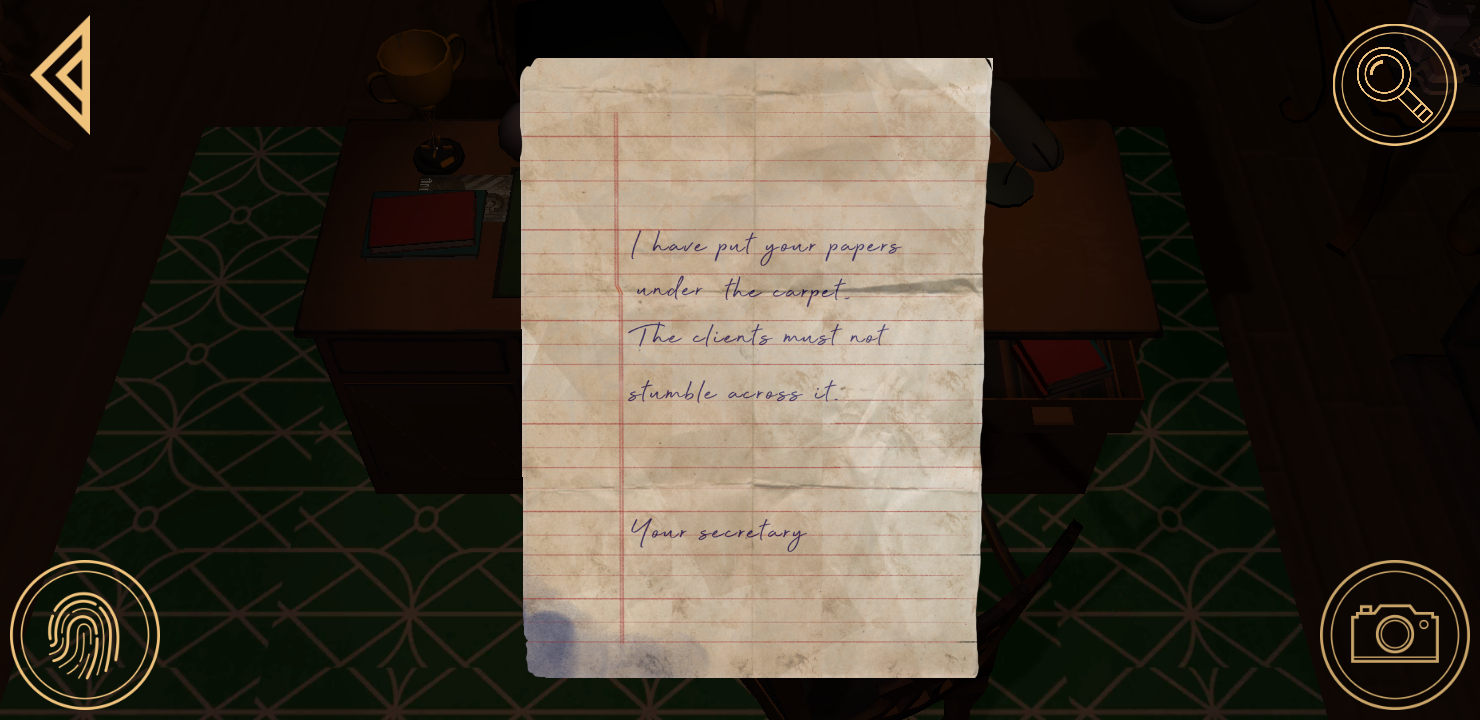 I have put your papers
under the carpet.
The clients must not
stumble across it.
Your secretary